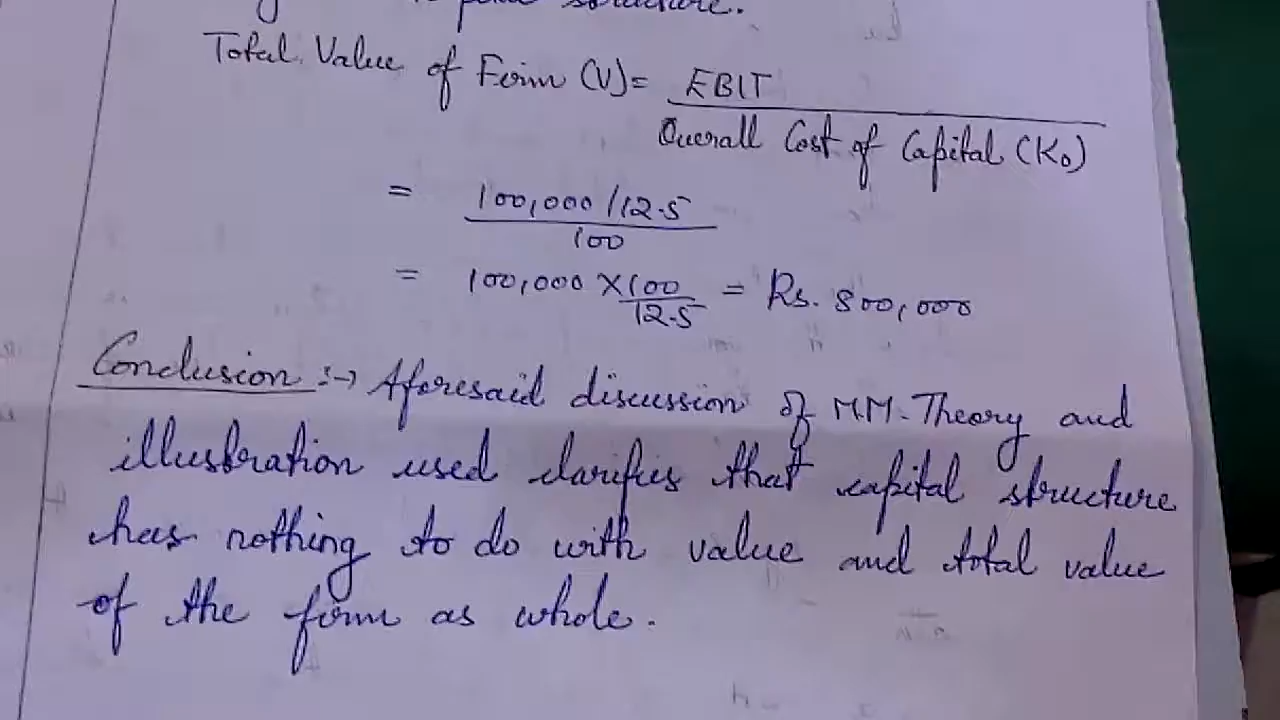 structure.
Total Value of Firm (V) = EBIT
Overall Cost of Capital (K0)
= 100,000 / 12.5
100
= 100,000 × 100 = Rs. 800,000
12.5
Conclusion :→ Aforesaid discussion of MM-Theory and
illustration used clarifies that capital structure
has nothing to do with value and total value
of the firm as whole.